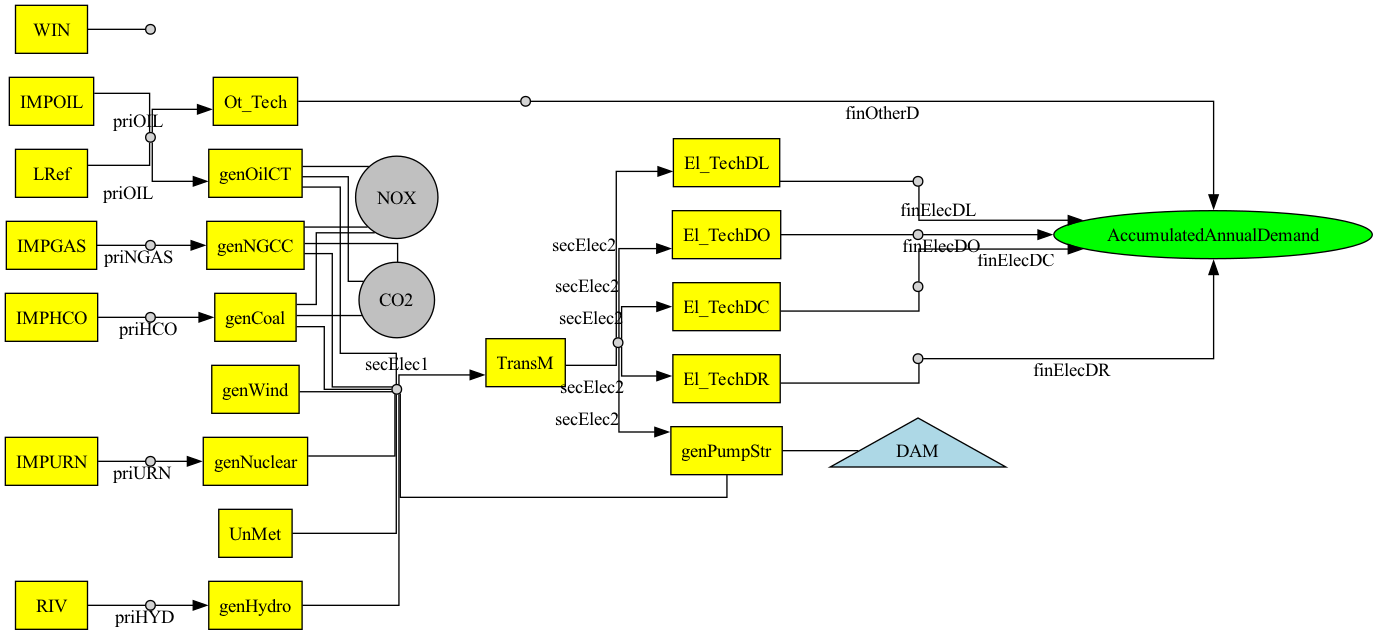 WIN
IMPOIL
priOIL
Ot_Tech
finOtherD
LRef
priOIL
genOilCT
NOX
El_TechDL
finElecDL
IMPGAS
priNGAS
genNGCC
secElec2
El_TechDO
finElecDO
finElecDC
AccumulatedAnnualDemand
IMPHCO
priHCO
genCoal
CO2
secElec2
secElec2
El_TechDC
genWind
secElec1
TransM
secElec2
El_TechDR
finElecDR
IMPURN
priURN
genNuclear
secElec2
genPumpStr
DAM
UnMet
RIV
priHYD
genHydro